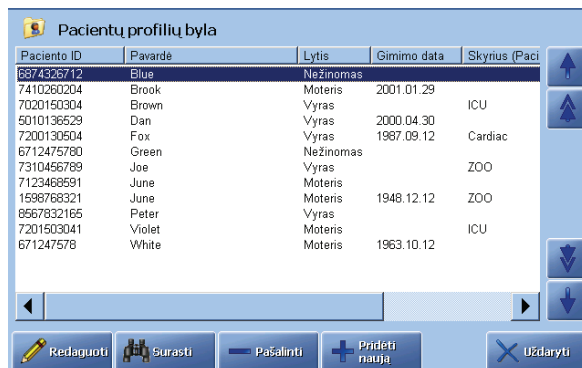 Pacientų profilių byla
Paciento ID Pavardė Lytis Gimimo data Skyrius (Paci
6874326712 Blue Nežinomas
7410260204 Brook Moteris 2001.01.29
7020150304 Brown Vyras ICU
5010136529 Dan Vyras 2000.04.30
7200130504 Fox Vyras 1987.09.12 Cardiac
6712475780 Green Nežinomas
7310456789 Joe Vyras ZOO
7123468591 June Moteris
1598768321 June Moteris 1948.12.12 ZOO
8567832165 Peter Vyras
7201503041 Violet Moteris ICU
671247578 White Moteris 1963.10.12
Redaguoti Surasti Pašalinti Pridėti naują Uždaryti